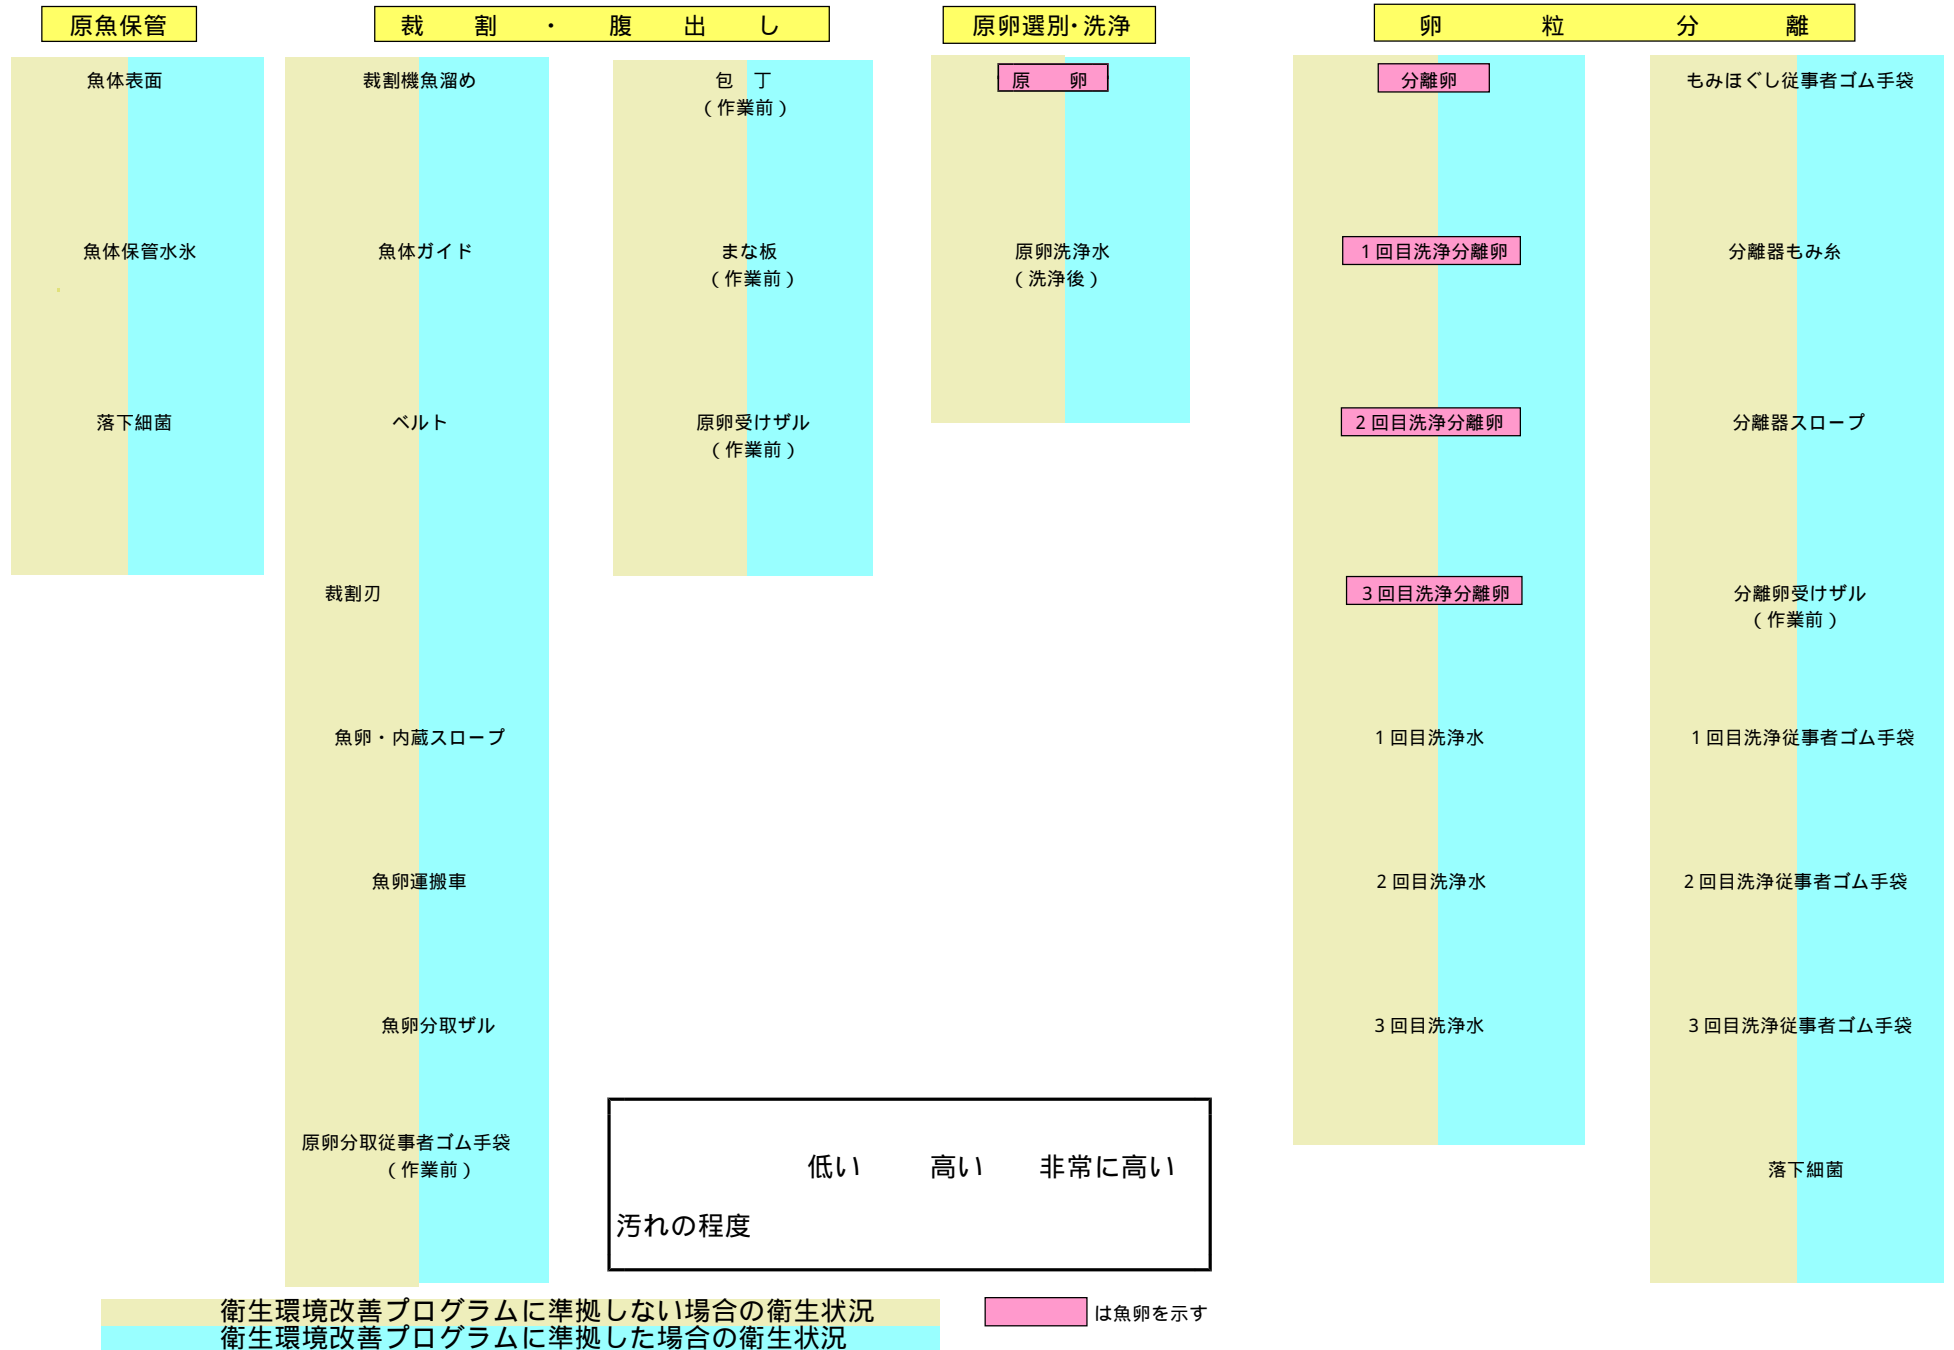 原魚保管
魚体表面
魚体保管水氷
落下細菌
裁割・腹出し
裁割機魚溜め
魚体ガイド
ベルト
裁割刃
魚卵・内蔵スロープ
魚卵運搬車
魚卵分取ザル
原卵分取従事者ゴム手袋
(作業前)
包丁
(作業前)
まな板
(作業前)
原卵受けザル
(作業前)
原卵選別・洗浄
原卵
原卵洗浄水
(洗浄後)
卵粒分離
分離卵
1回目洗浄分離卵
2回目洗浄分離卵
3回目洗浄分離卵
1回目洗浄水
2回目洗浄水
3回目洗浄水
もみほぐし従事者ゴム手袋
分離器もみ糸
分離器スロープ
分離卵受けザル
(作業前)
1回目洗浄従事者ゴム手袋
2回目洗浄従事者ゴム手袋
3回目洗浄従事者ゴム手袋
落下細菌
低い 高い 非常に高い
汚れの程度
衛生環境改善プログラムに準拠しない場合の衛生状況
衛生環境改善プログラムに準拠した場合の衛生状況
は魚卵を示す